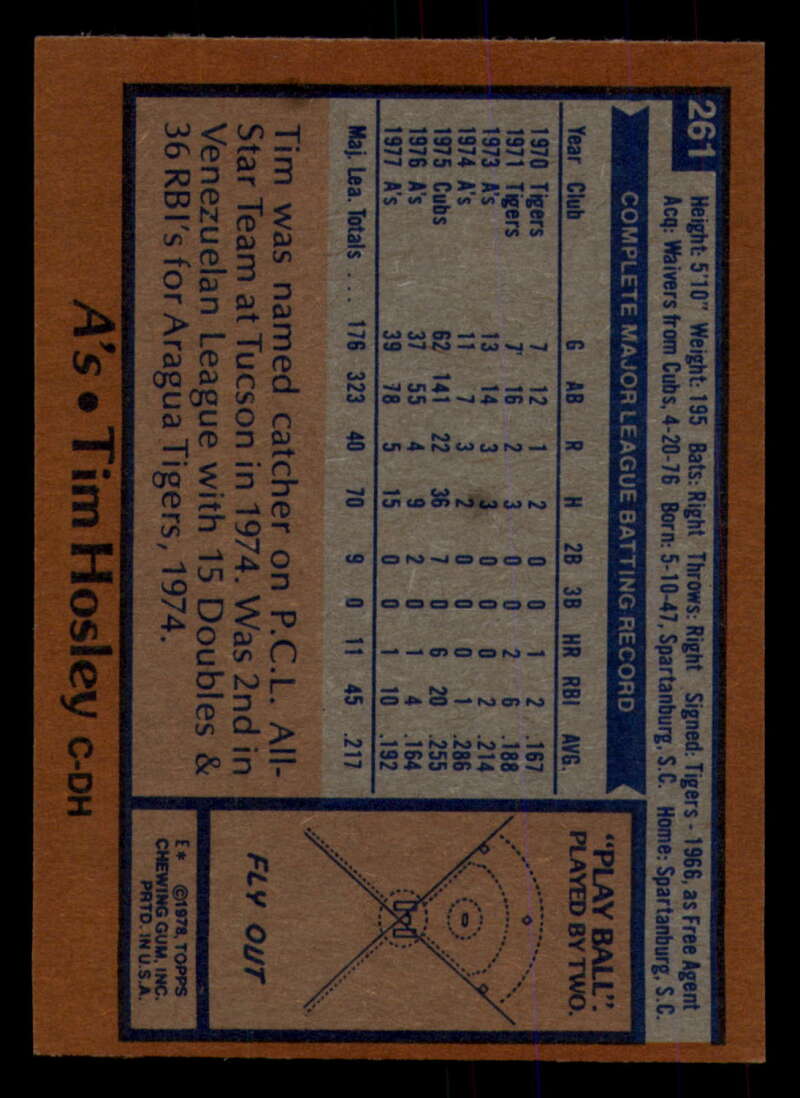 261
Height: 5'10" Weight: 195 Bats: Right Throws: Right Signed: Tigers - 1966, as Free Agent
Acq: Waivers from Cubs, 4-20-76 Born: 5-10-47, Spartanburg, S.C. Home: Spartanburg, S.C.
COMPLETE MAJOR LEAGUE BATTING RECORD
Year Club G AB R H 2B 3B HR RBI AVG.
1970 Tigers 7 12 1 2 0 0 1 2 .167
1971 Tigers 7 16 2 3 0 0 2 6 .188
1973 A's 13 14 3 3 0 0 0 2 .214
1974 A's 11 7 3 2 0 0 0 1 .286
1975 Cubs 62 141 22 36 7 0 6 20 .255
1976 A's 37 55 4 9 2 0 1 4 .164
1977 A's 39 78 5 15 0 0 1 10 .192
Maj. Lea. Totals ... 176 323 40 70 9 0 11 45 .217
Tim was named catcher on P.C.L. All-
Star Team at Tucson in 1974. Was 2nd in
Venezuelan League with 15 Doubles &
36 RBI's for Aragua Tigers, 1974.
"PLAY BALL".
PLAYED BY TWO.
FLY OUT
E* ©1978, TOPPS
CHEWING GUM, INC.
PRTD. IN U.S.A.
A's • Tim Hosley C-DH